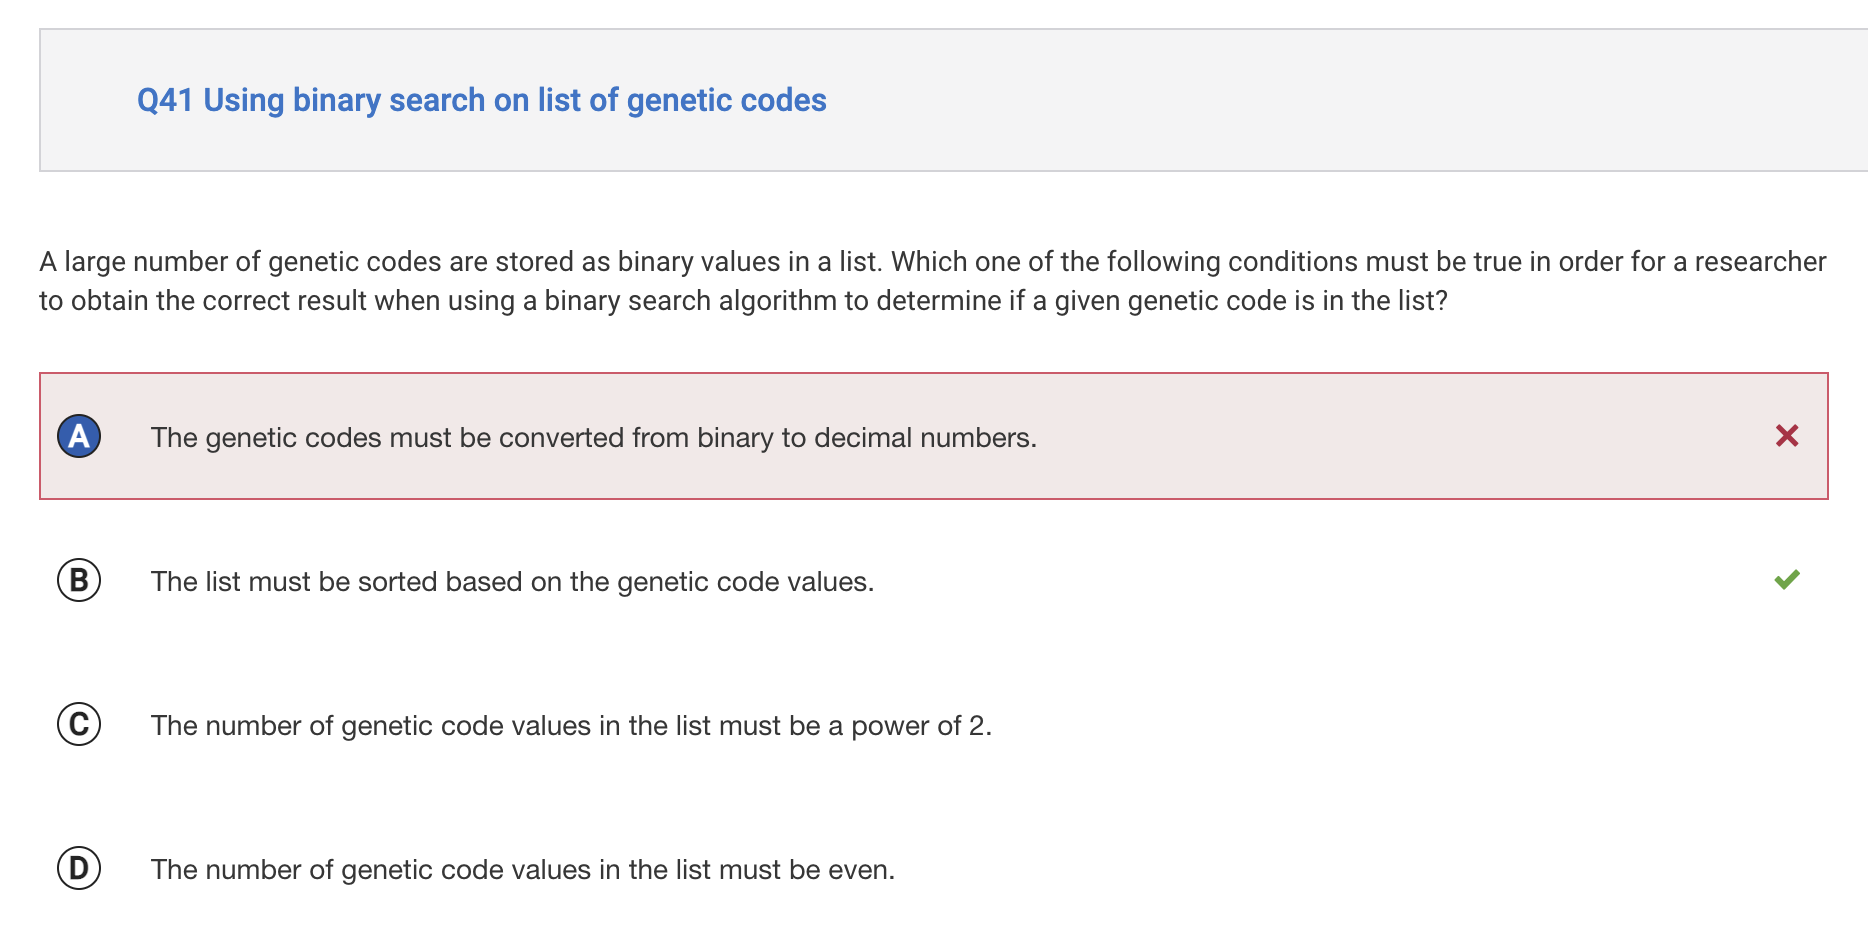 Q41 Using binary search on list of genetic codes
A large number of genetic codes are stored as binary values in a list. Which one of the following conditions must be true in order for a researcher
to obtain the correct result when using a binary search algorithm to determine if a given genetic code is in the list?
A The genetic codes must be converted from binary to decimal numbers.
B The list must be sorted based on the genetic code values.
C The number of genetic code values in the list must be a power of 2.
D The number of genetic code values in the list must be even.